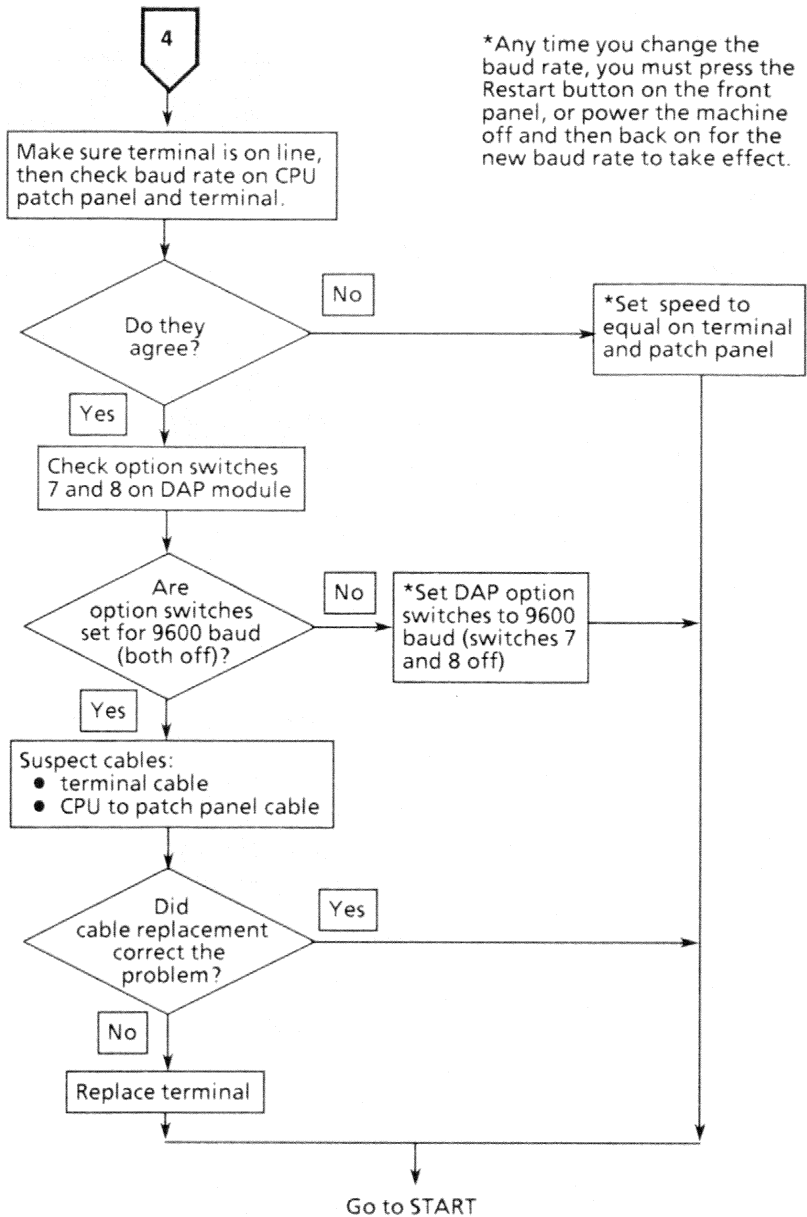 4
*Any time you change the
baud rate, you must press the
Restart button on the front
panel, or power the machine
off and then back on for the
new baud rate to take effect.
Make sure terminal is on line,
then check baud rate on CPU
patch panel and terminal.
Do they
agree?
No
*Set speed to
equal on terminal
and patch panel
Yes
Check option switches
7 and 8 on DAP module
Are
option switches
set for 9600 baud
(both off)?
No
*Set DAP option
switches to 9600
baud (switches 7
and 8 off)
Yes
Suspect cables:
● terminal cable
● CPU to patch panel cable
Did
cable replacement
correct the
problem?
Yes
No
Replace terminal
Go to START